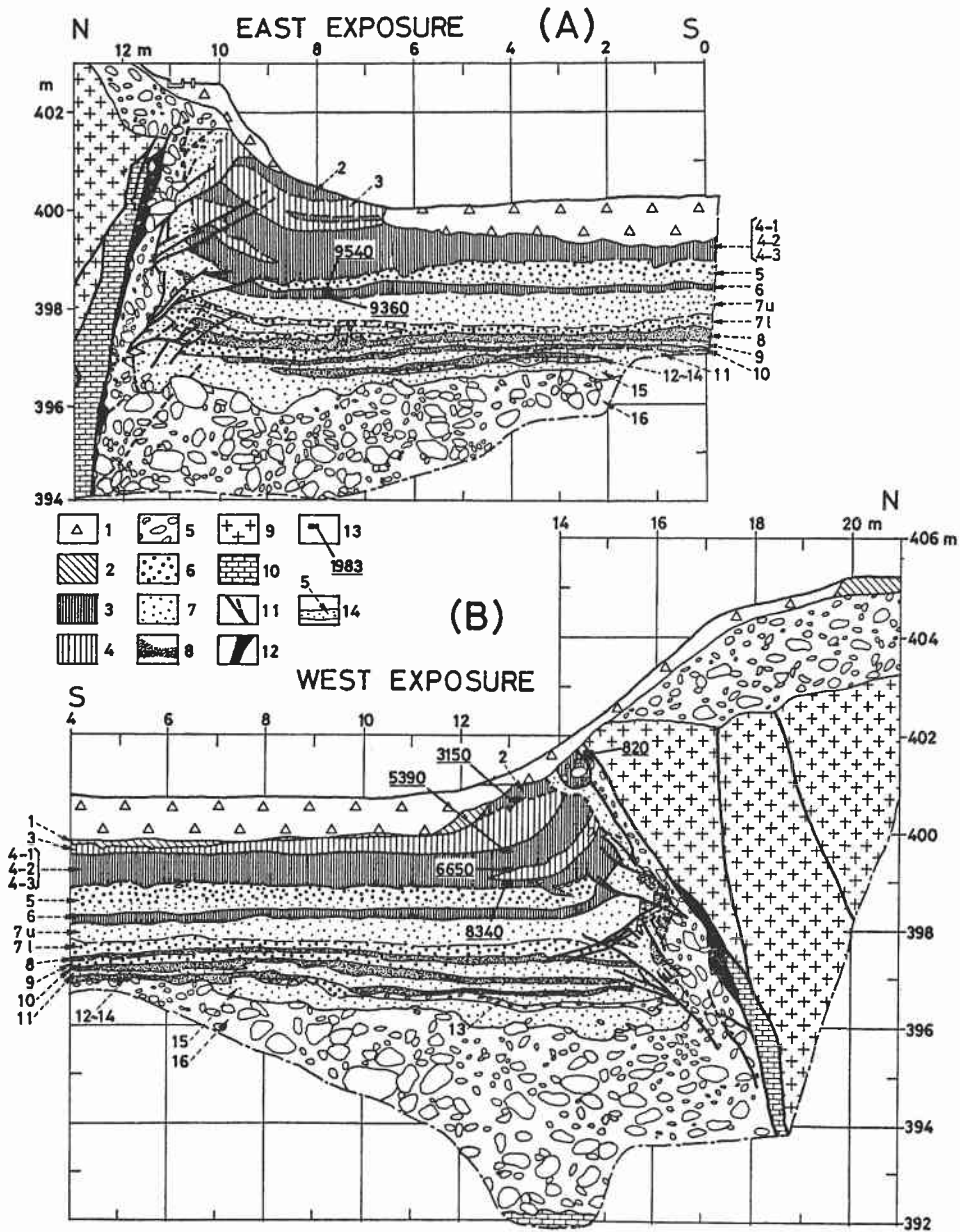 N EAST EXPOSURE (A) S
12 m 10 8 6 4 2 0
m
402
400
398
396
394
2
3
9540
9360
4-1
4-2
4-3
5
6
7u
7l
8
9
10
11
12~14
15
16
1 5 9 13
1983
2 6 10
3 7 11 5 14
4 8 12
(B)
WEST EXPOSURE
N
14 16 18 20 m
406 m
404
402
400
398
396
394
392
S
4 6 8 10 12
820
3150
2
5390
6650
8340
1
3
4-1
4-2
4-3
5
6
7u
7l
8
9
10
11
12~14
13
15
16